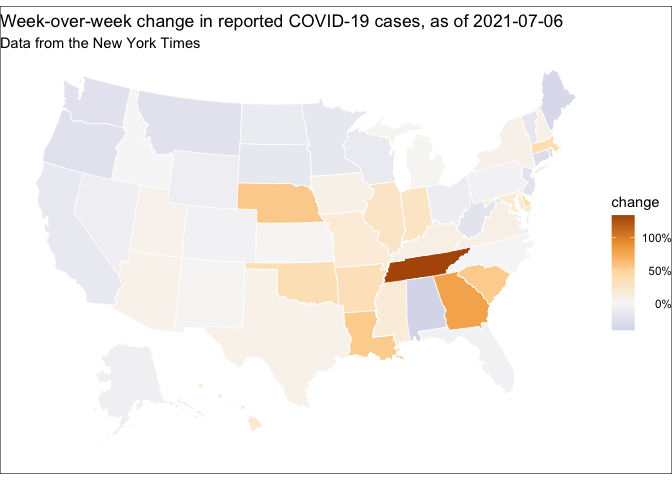 Week-over-week change in reported COVID-19 cases, as of 2021-07-06
Data from the New York Times
change
100%
50%
0%